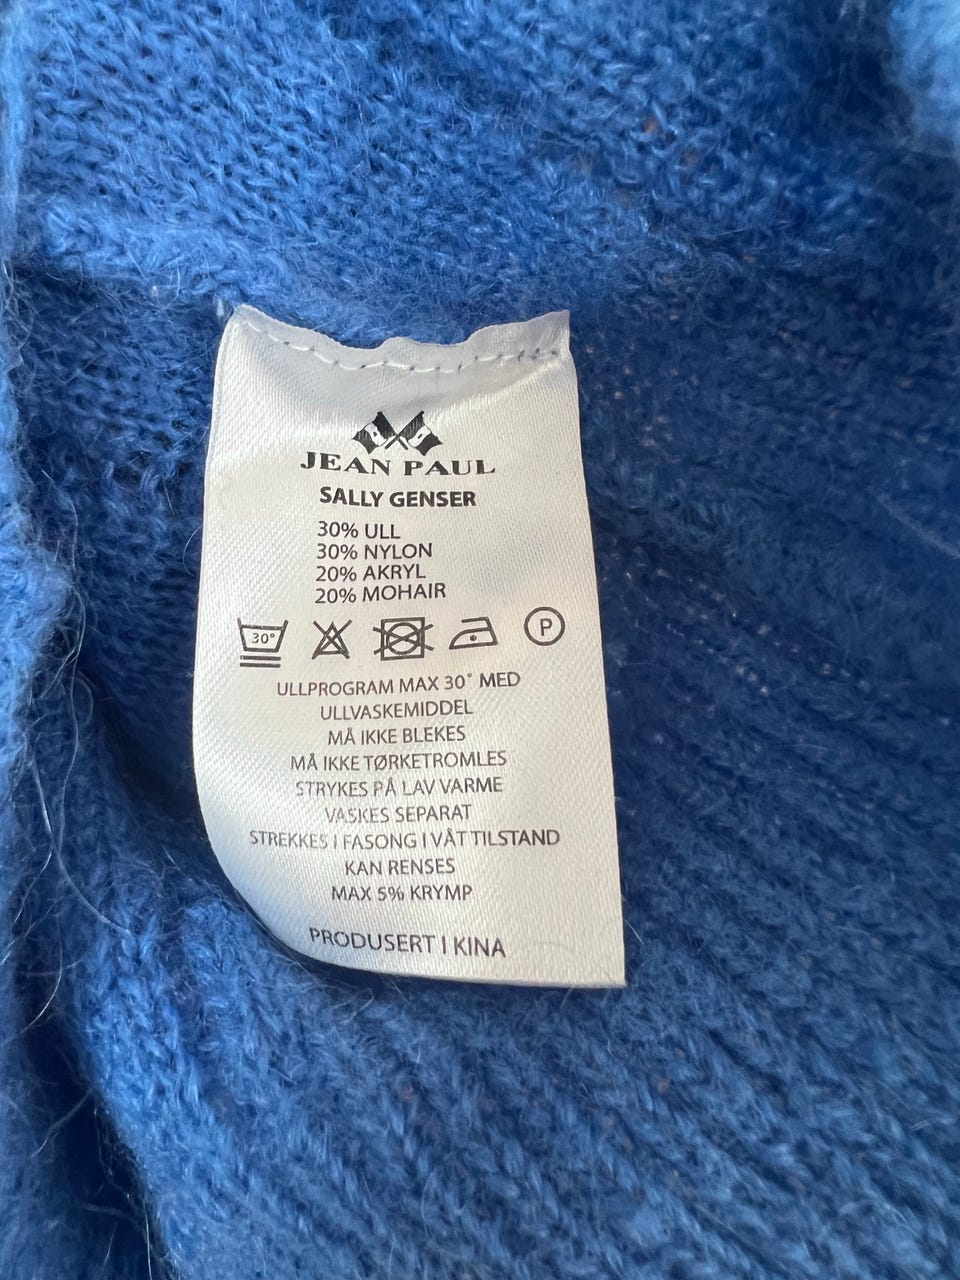 JEAN PAUL
SALLY GENSER
30% ULL
30% NYLON
20% AKRYL
20% MOHAIR
30° P
ULLPROGRAM MAX 30° MED
ULLVASKEMIDDEL
MÅ IKKE BLEKES
MÅ IKKE TØRKETROMLES
STRYKES PÅ LAV VARME
VASKES SEPARAT
STREKKES I FASONG I VÅT TILSTAND
KAN RENSES
MAX 5% KRYMP
PRODUSERT I KINA